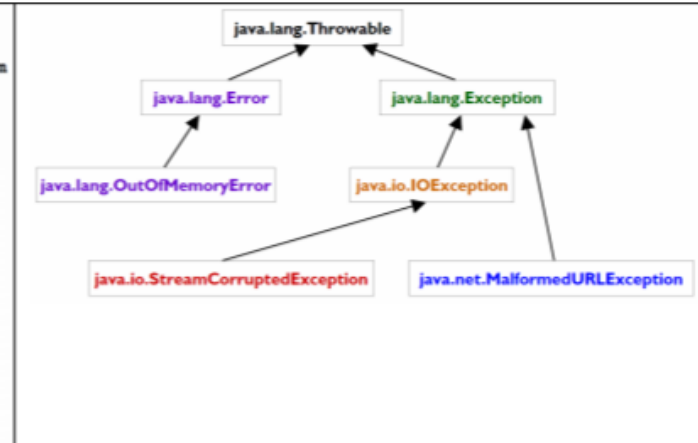 java.lang.Throwable
java.lang.Error
java.lang.Exception
java.lang.OutOfMemoryError
java.io.IOException
java.io.StreamCorruptedException
java.net.MalformedURLException